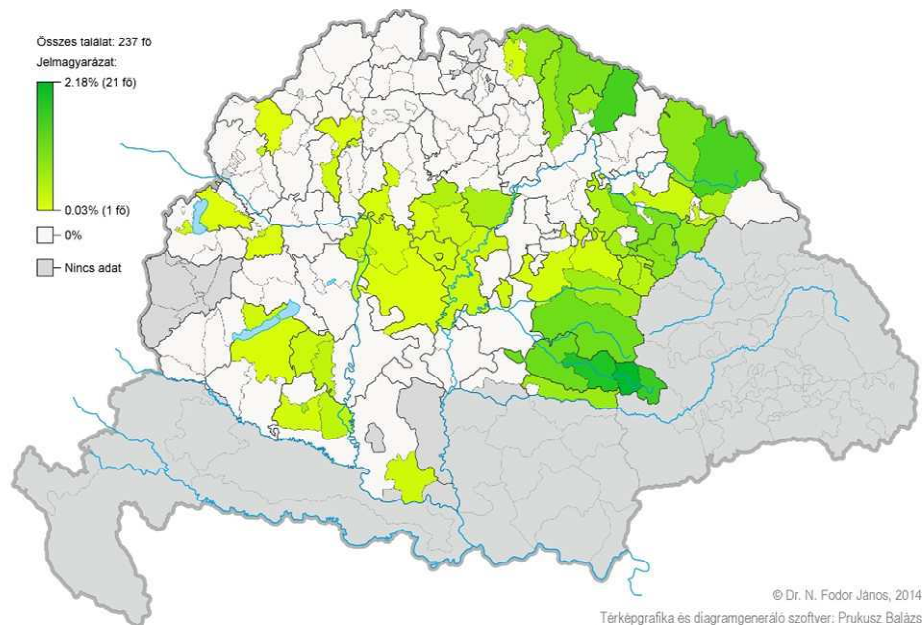 Összes találat: 237 fő
Jelmagyarázat:
2.18% (21 fő)
0.03% (1 fő)
0%
Nincs adat
© Dr. N. Fodor János, 2014
Térképgrafika és diagramgeneráló szoftver: Prukusz Balázs